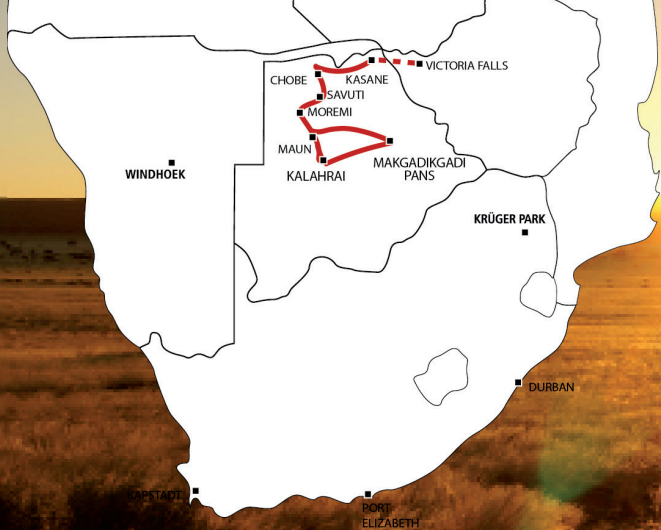 VICTORIA FALLS
CHOBE
KASANE
SAVUTI
MOREMI
MAUN
MAKGADIKGADI
PANS
KALAHRAI
WINDHOEK
KRÜGER PARK
DURBAN
KAPSTADT
PORT
ELIZABETH